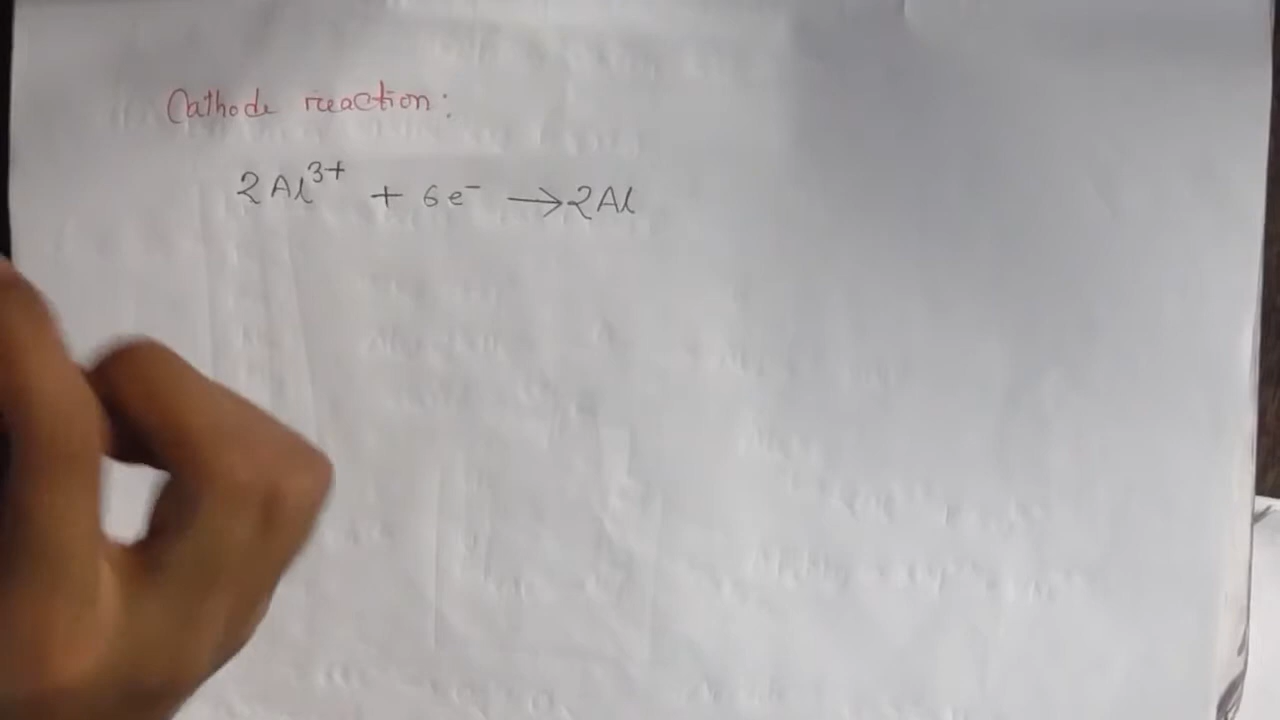 Cathode reaction:
2Al³⁺ + 6e⁻ → 2Al